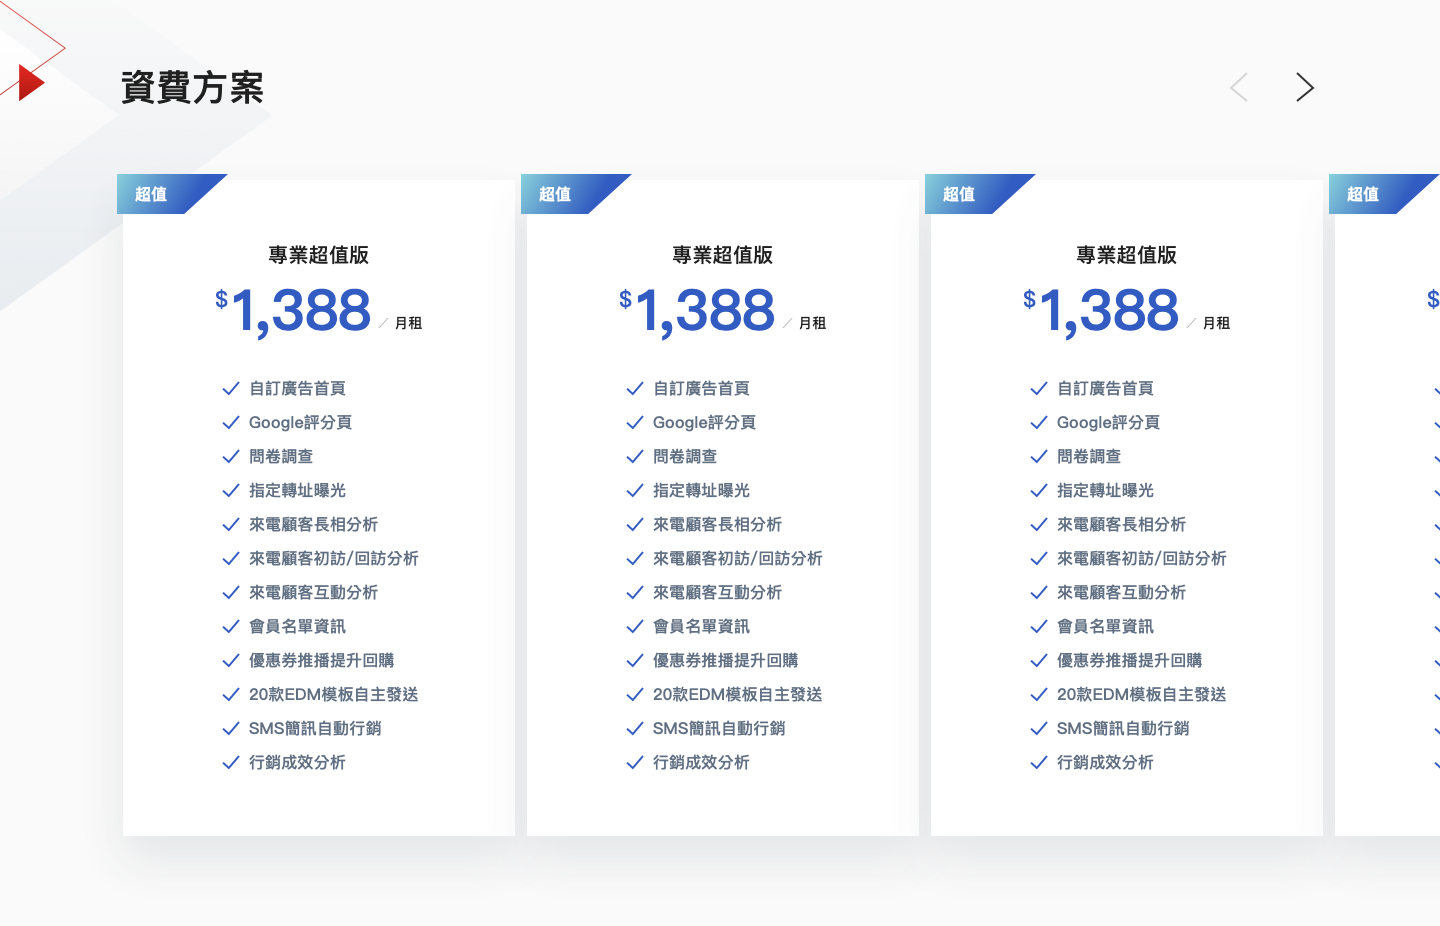 資費方案
超值
專業超值版
$1,388 / 月租
自訂廣告首頁
Google評分頁
問卷調查
指定轉址曝光
來電顧客長相分析
來電顧客初訪/回訪分析
來電顧客互動分析
會員名單資訊
優惠券推播提升回購
20款EDM模板自主發送
SMS簡訊自動行銷
行銷成效分析
超值
專業超值版
$1,388 / 月租
自訂廣告首頁
Google評分頁
問卷調查
指定轉址曝光
來電顧客長相分析
來電顧客初訪/回訪分析
來電顧客互動分析
會員名單資訊
優惠券推播提升回購
20款EDM模板自主發送
SMS簡訊自動行銷
行銷成效分析
超值
專業超值版
$1,388 / 月租
自訂廣告首頁
Google評分頁
問卷調查
指定轉址曝光
來電顧客長相分析
來電顧客初訪/回訪分析
來電顧客互動分析
會員名單資訊
優惠券推播提升回購
20款EDM模板自主發送
SMS簡訊自動行銷
行銷成效分析
超值
$